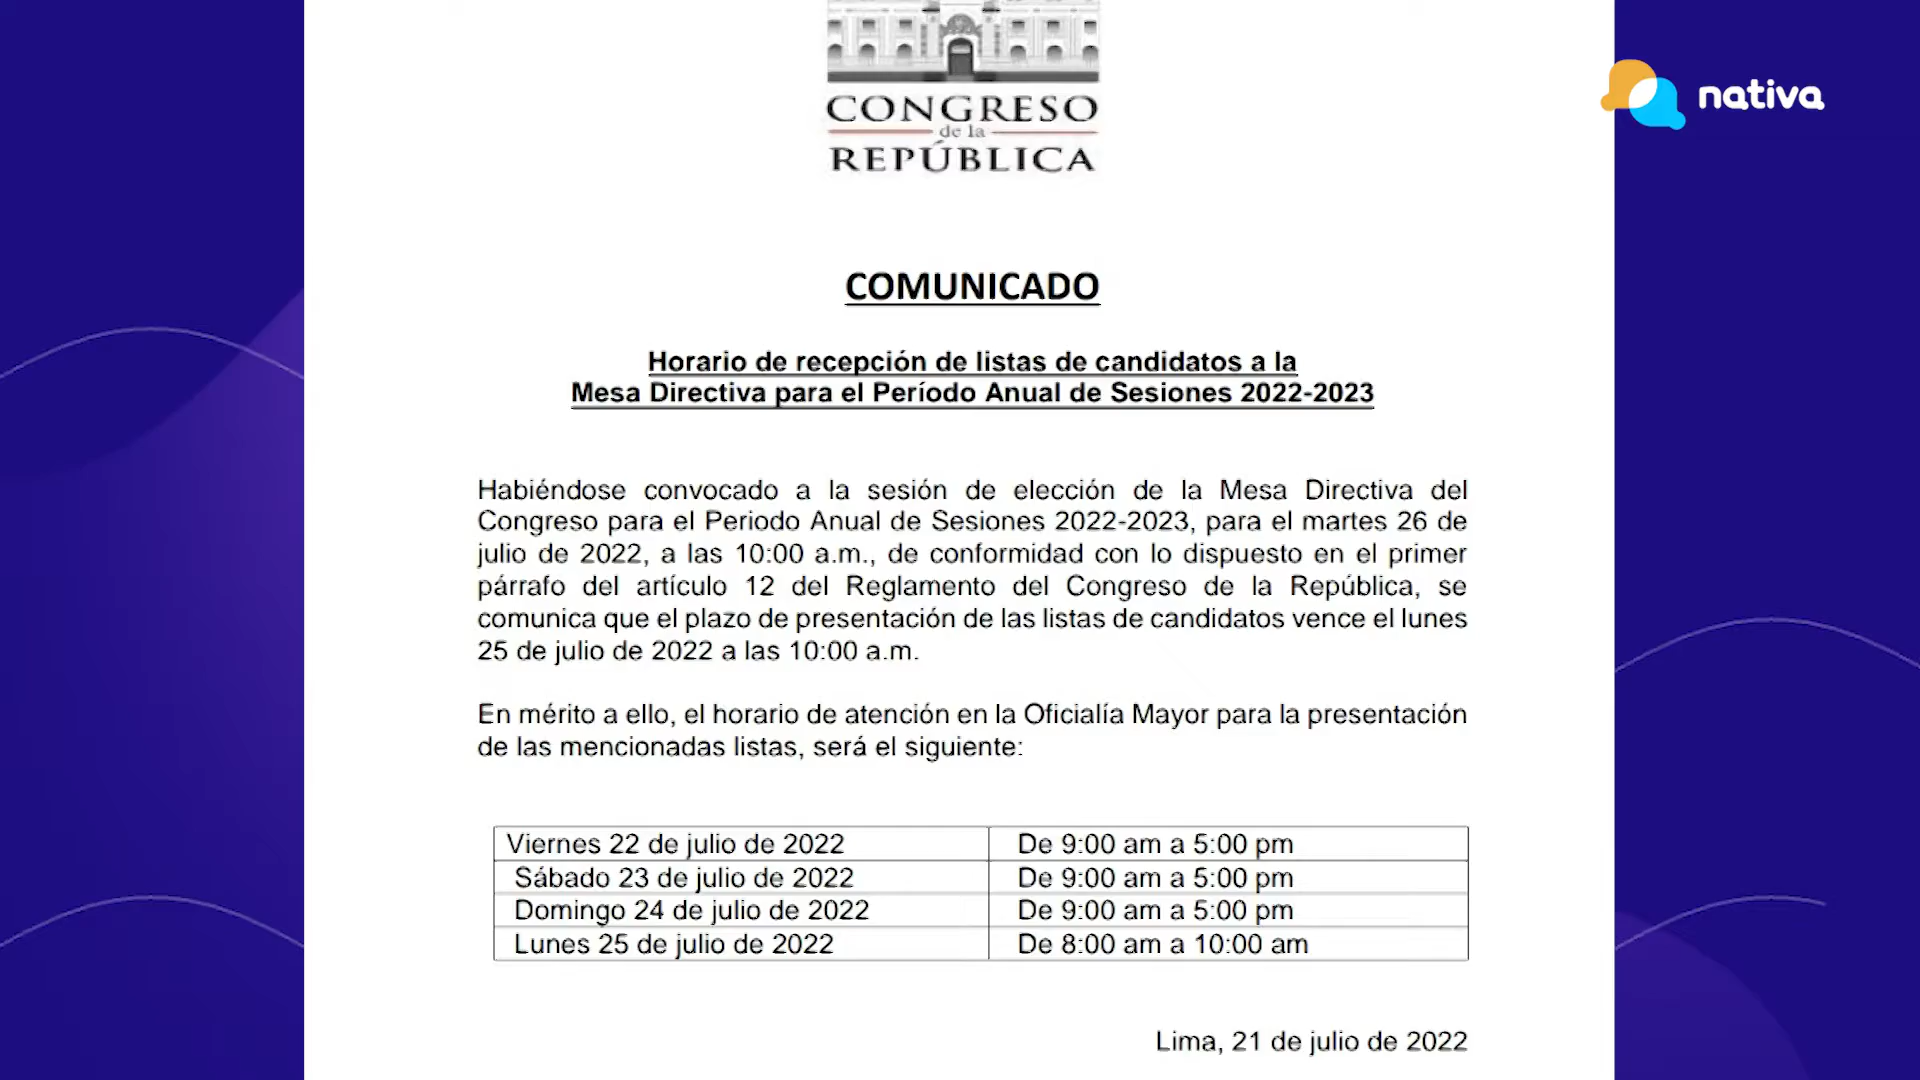 CONGRESO
de la
REPÚBLICA
nativa
COMUNICADO
Horario de recepción de listas de candidatos a la
Mesa Directiva para el Período Anual de Sesiones 2022-2023
Habiéndose convocado a la sesión de elección de la Mesa Directiva del
Congreso para el Periodo Anual de Sesiones 2022-2023, para el martes 26 de
julio de 2022, a las 10:00 a.m., de conformidad con lo dispuesto en el primer
párrafo del artículo 12 del Reglamento del Congreso de la República, se
comunica que el plazo de presentación de las listas de candidatos vence el lunes
25 de julio de 2022 a las 10:00 a.m.
En mérito a ello, el horario de atención en la Oficialía Mayor para la presentación
de las mencionadas listas, será el siguiente:
Viernes 22 de julio de 2022 De 9:00 am a 5:00 pm
Sábado 23 de julio de 2022 De 9:00 am a 5:00 pm
Domingo 24 de julio de 2022 De 9:00 am a 5:00 pm
Lunes 25 de julio de 2022 De 8:00 am a 10:00 am
Lima, 21 de julio de 2022